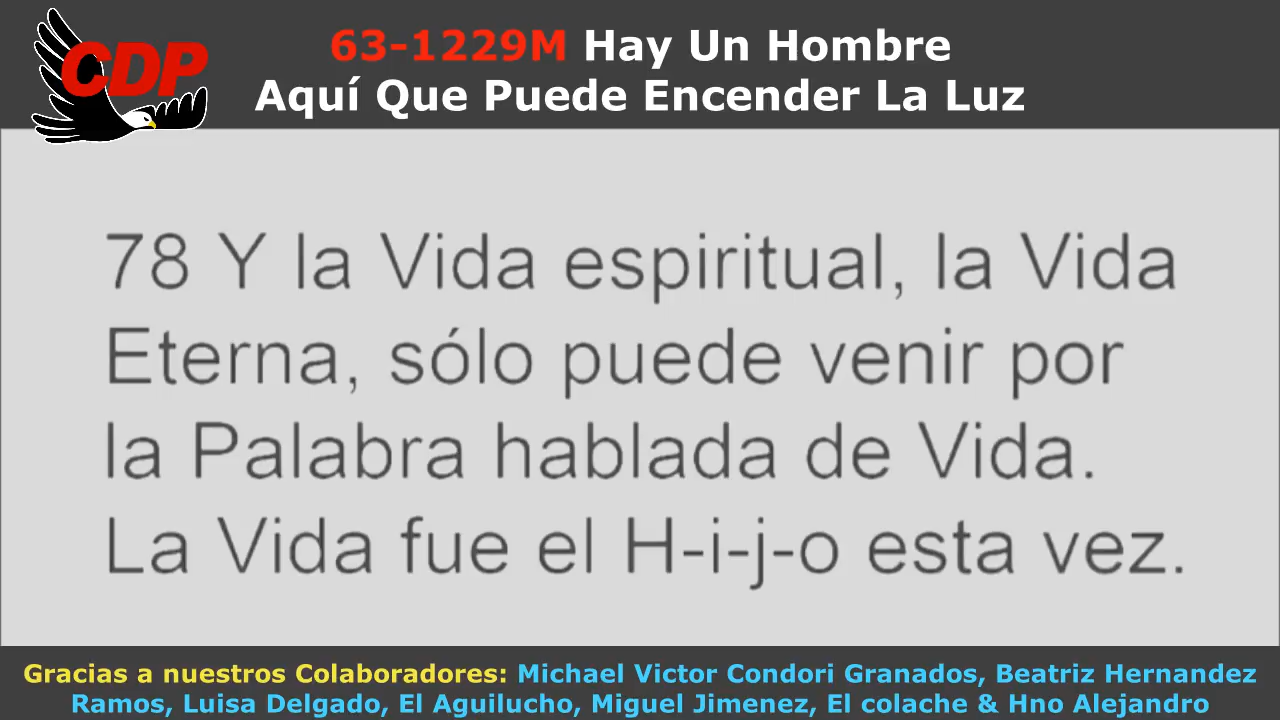 CDP
63-1229M Hay Un Hombre
Aquí Que Puede Encender La Luz
78 Y la Vida espiritual, la Vida
Eterna, sólo puede venir por
la Palabra hablada de Vida.
La Vida fue el H-i-j-o esta vez.
Gracias a nuestros Colaboradores: Michael Victor Condori Granados, Beatriz Hernandez
Ramos, Luisa Delgado, El Aguilucho, Miguel Jimenez, El colache & Hno Alejandro